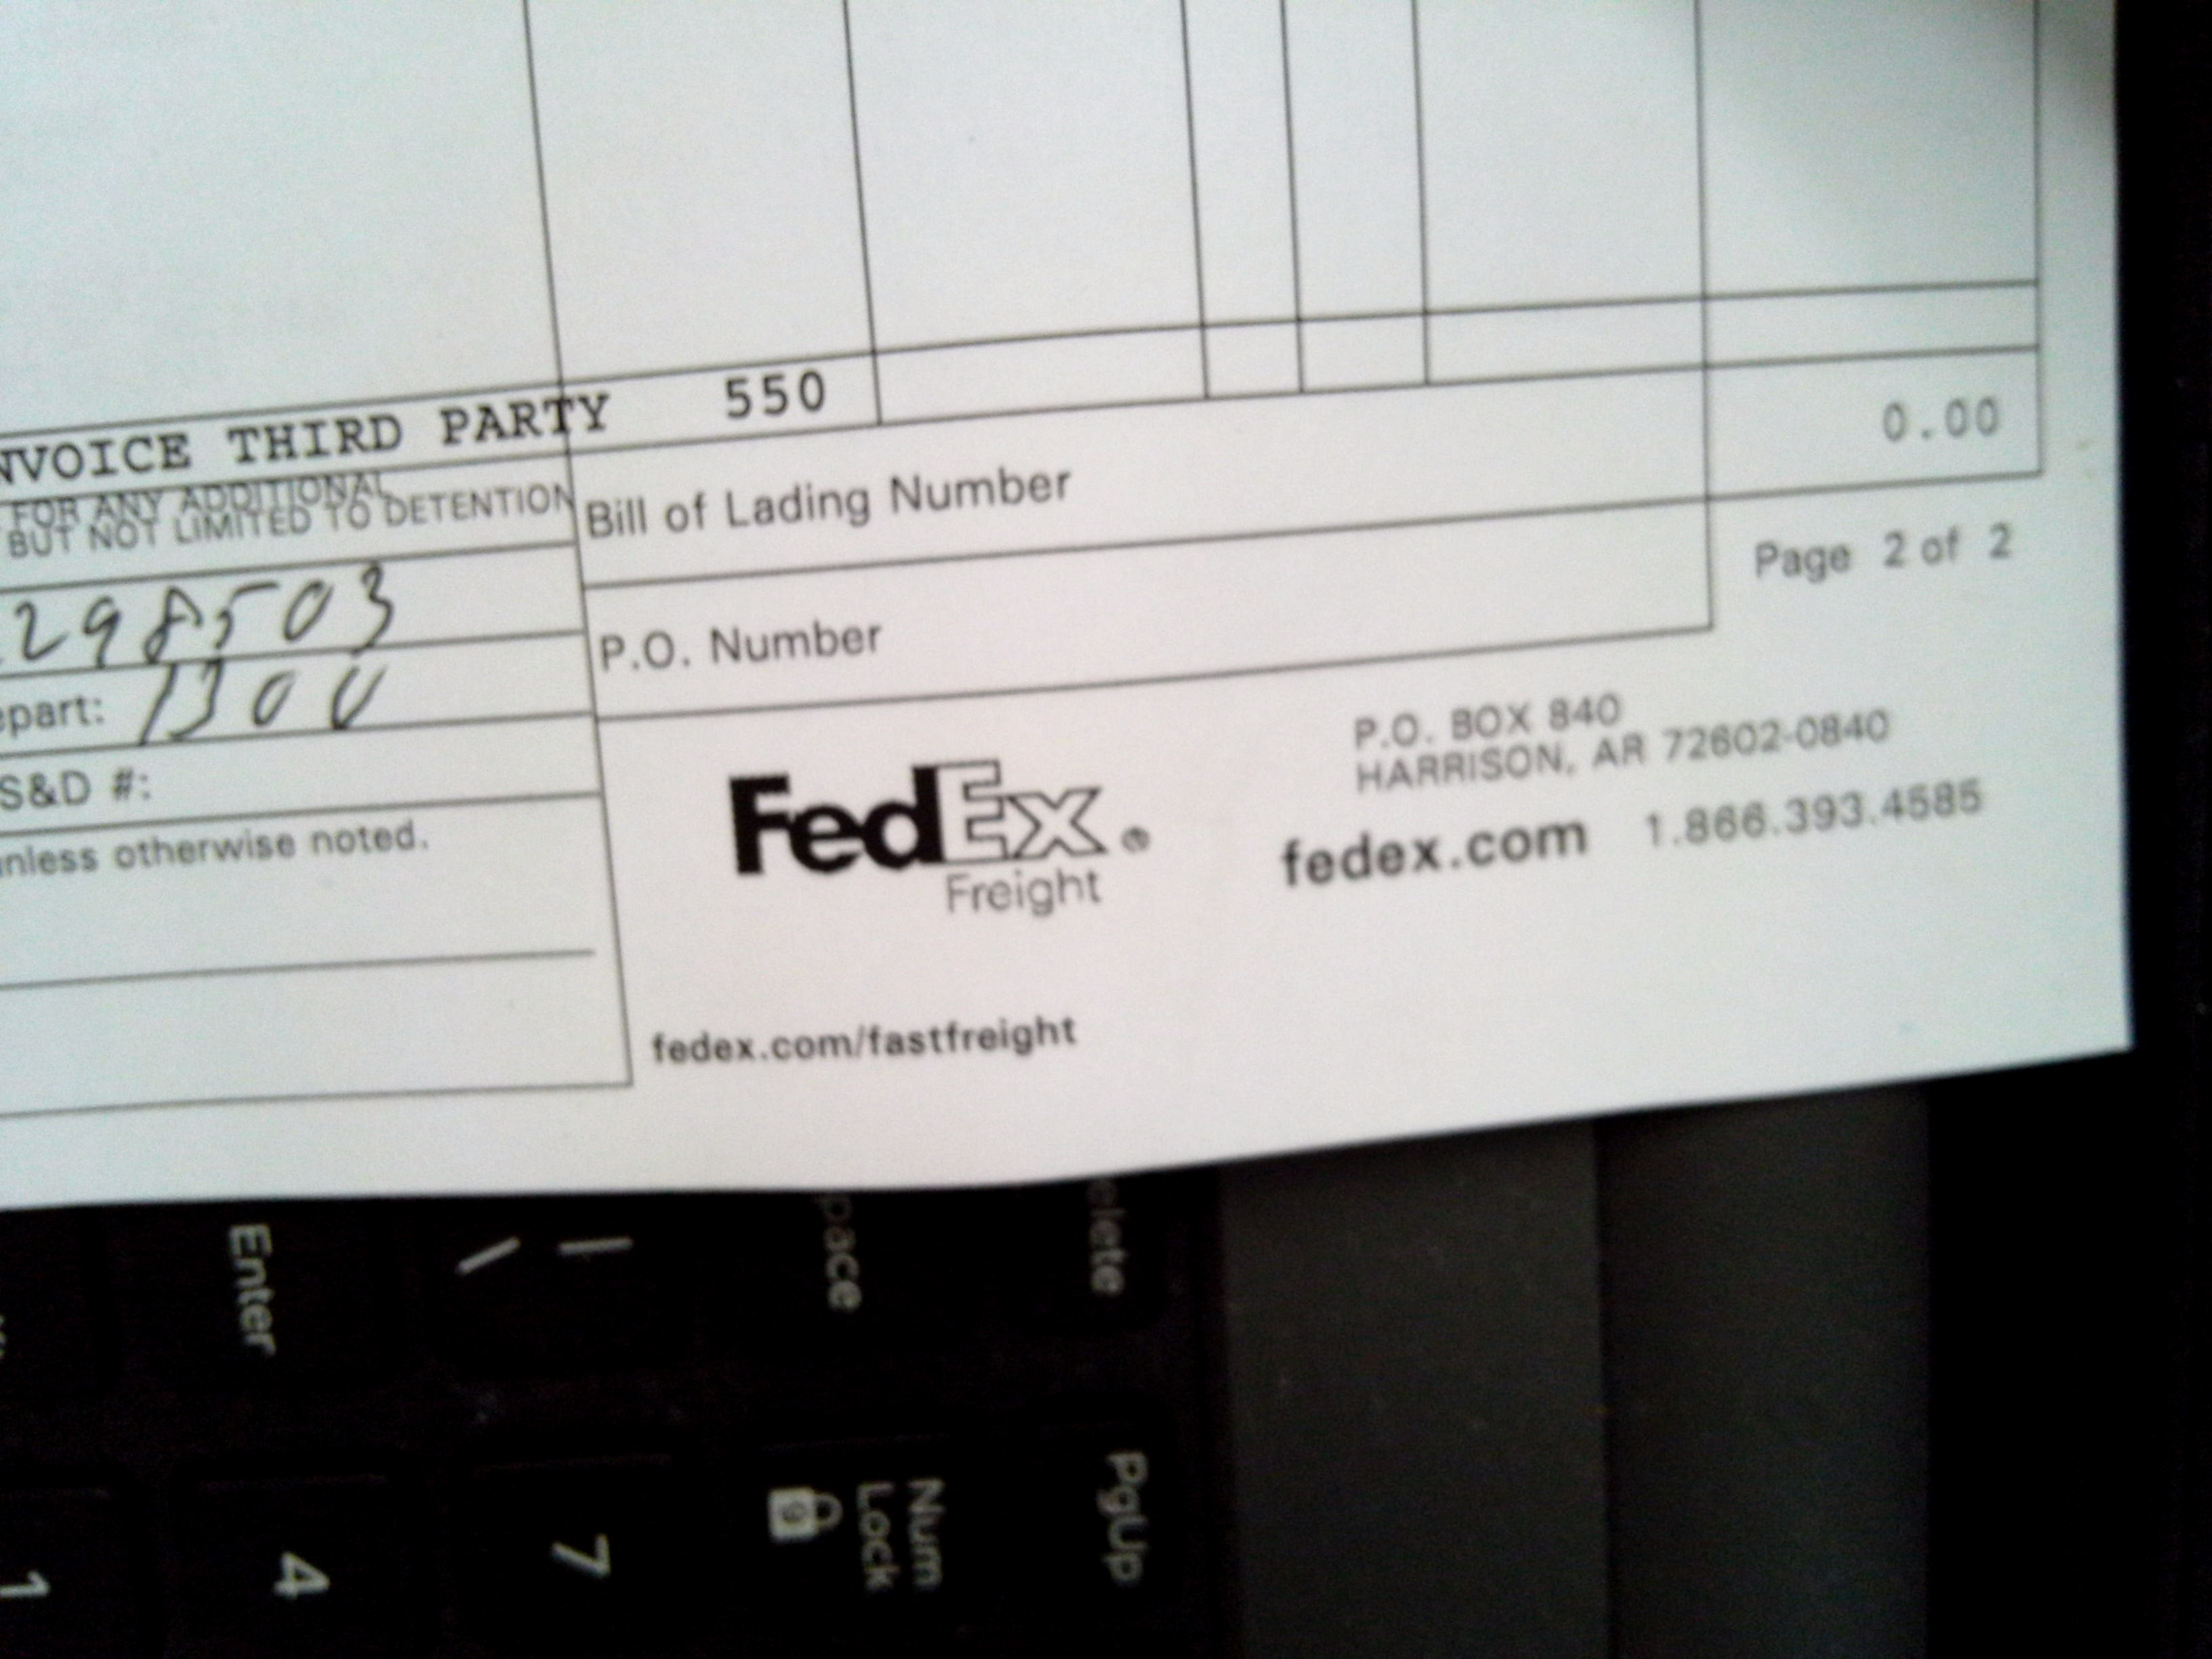 NVOICE THIRD PARTY 550
0.00
FOR ANY ADDITIONAL
BUT NOT LIMITED TO DETENTION
Bill of Lading Number
Page 2 of 2
298503
P.O. Number
epart: 1300
S&D #:
unless otherwise noted.
FedEx®
Freight
P.O. BOX 840
HARRISON, AR 72602-0840
fedex.com 1.866.393.4585
fedex.com/fastfreight
Enter
\ |
pace
elete
1
4
7
Num
Lock
9
PgUp